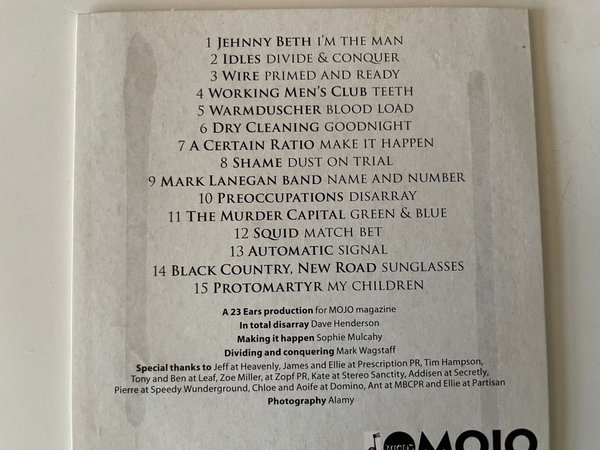 1 JEHNNY BETH I'M THE MAN
2 IDLES DIVIDE & CONQUER
3 WIRE PRIMED AND READY
4 WORKING MEN'S CLUB TEETH
5 WARMDUSCHER BLOOD LOAD
6 DRY CLEANING GOODNIGHT
7 A CERTAIN RATIO MAKE IT HAPPEN
8 SHAME DUST ON TRIAL
9 MARK LANEGAN BAND NAME AND NUMBER
10 PREOCCUPATIONS DISARRAY
11 THE MURDER CAPITAL GREEN & BLUE
12 SQUID MATCH BET
13 AUTOMATIC SIGNAL
14 BLACK COUNTRY, NEW ROAD SUNGLASSES
15 PROTOMARTYR MY CHILDREN
A 23 Ears production for MOJO magazine
In total disarray Dave Henderson
Making it happen Sophie Mulcahy
Dividing and conquering Mark Wagstaff
Special thanks to Jeff at Heavenly, James and Ellie at Prescription PR, Tim Hampson,
Tony and Ben at Leaf, Zoe Miller, at Zopf PR, Kate at Stereo Sanctity, Addisen at Secretly,
Pierre at Speedy Wunderground, Chloe and Aoife at Domino, Ant at MBCPR and Ellie at Partisan
Photography Alamy
MOJO